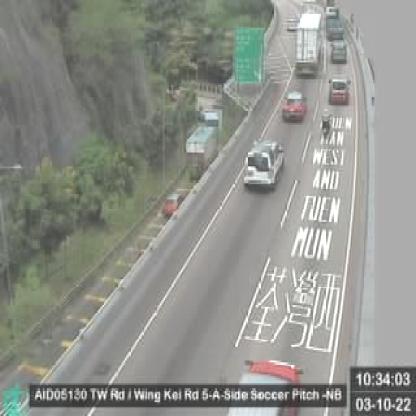 TSUEN
WAN
WEST
AND
TUEN
MUN
荃灣西
AID05130 TW Rd / Wing Kei Rd 5-A-Side Soccer Pitch -NB
10:34:03
03-10-22